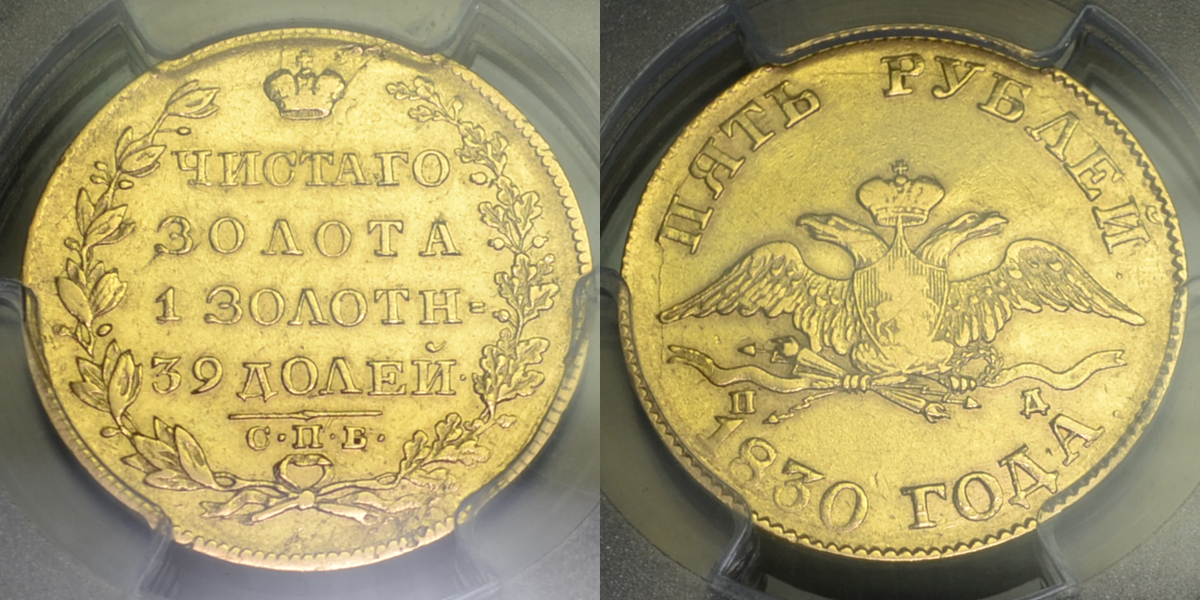 ЧИСТАГО
ЗОЛОТА
1 ЗОЛОТН=
39 ДОЛЕЙ·
С·П·Б·
ПЯТЬ РУБЛЕЙ.
П Д
1830 ГОДА.